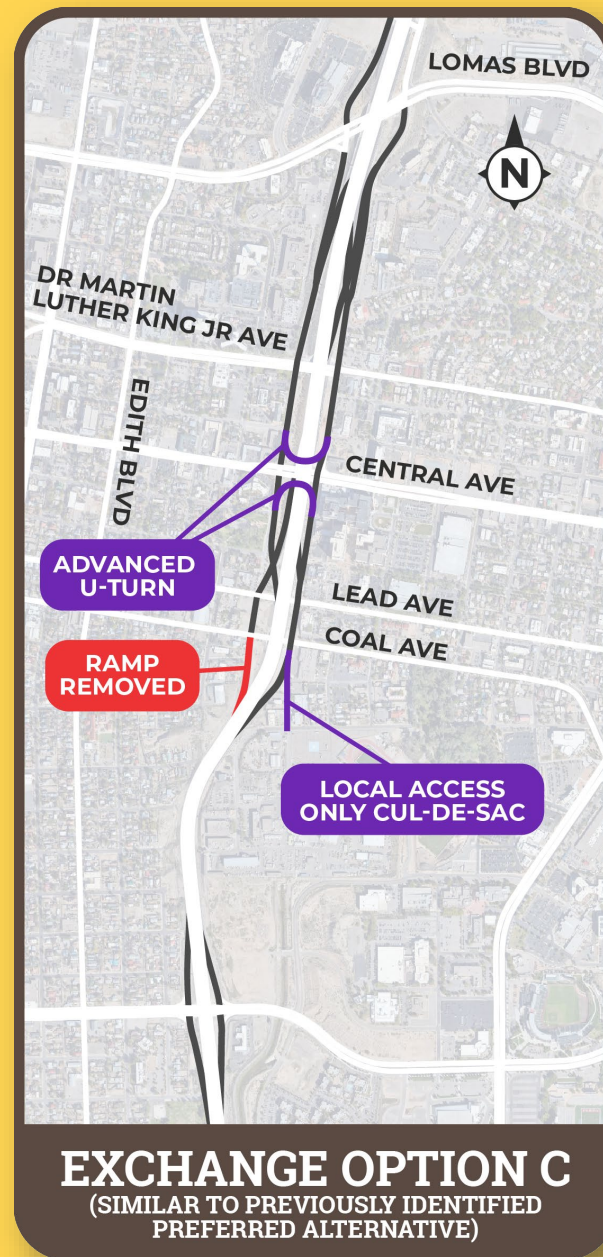 LOMAS BLVD
N
DR MARTIN
LUTHER KING JR AVE
EDITH BLVD
CENTRAL AVE
ADVANCED
U-TURN
LEAD AVE
COAL AVE
RAMP
REMOVED
LOCAL ACCESS
ONLY CUL-DE-SAC
EXCHANGE OPTION C
(SIMILAR TO PREVIOUSLY IDENTIFIED
PREFERRED ALTERNATIVE)